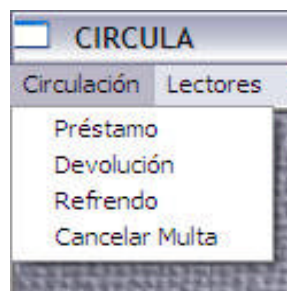 CIRCULA
Circulación Lectores
Préstamo
Devolución
Refrendo
Cancelar Multa